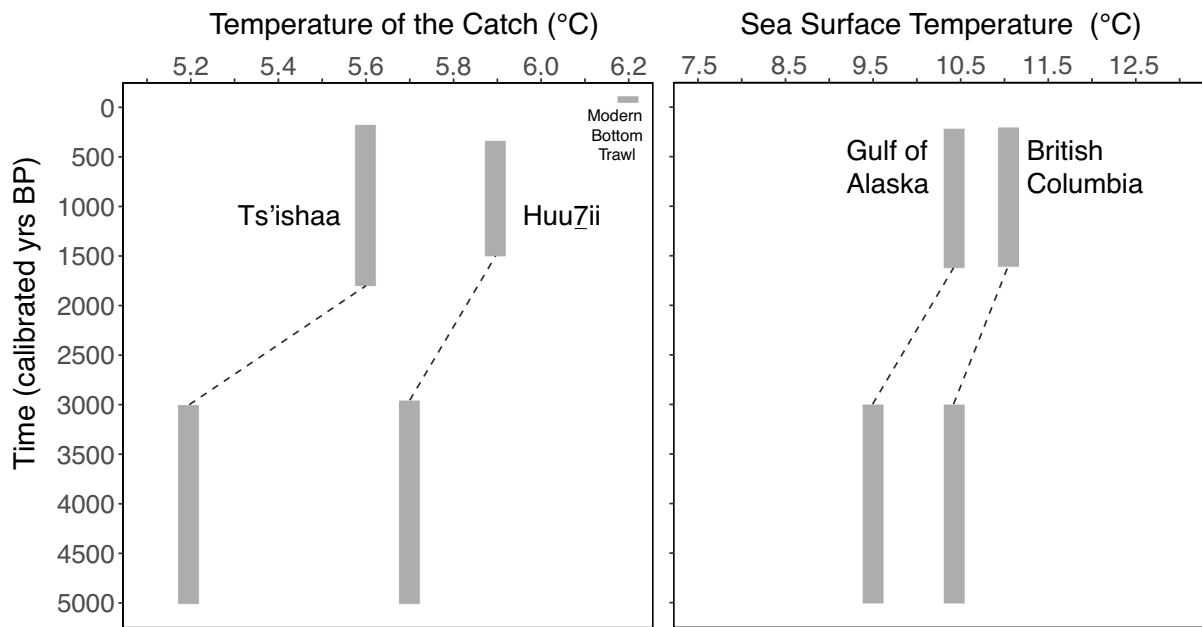 Temperature of the Catch (°C)
5.2 5.4 5.6 5.8 6.0 6.2
Time (calibrated yrs BP)
0
500
1000
1500
2000
2500
3000
3500
4000
4500
5000
Modern
Bottom
Trawl
Ts'ishaa
Huu7̲ii
Sea Surface Temperature (°C)
7.5 8.5 9.5 10.5 11.5 12.5
Gulf of
Alaska
British
Columbia